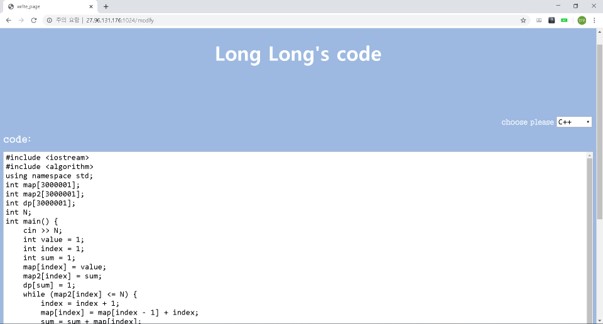 write_page
주의 요함 | 27.96.131.176:1024/modify
Long Long's code
choose please C++
code:
#include <iostream>
#include <algorithm>
using namespace std;
int map[3000001];
int map2[3000001];
int dp[3000001];
int N;
int main() {
    cin >> N;
    int value = 1;
    int index = 1;
    int sum = 1;
    map[index] = value;
    map2[index] = sum;
    dp[sum] = 1;
    while (map2[index] <= N) {
        index = index + 1;
        map[index] = map[index - 1] + index;
        sum = sum + map[index];